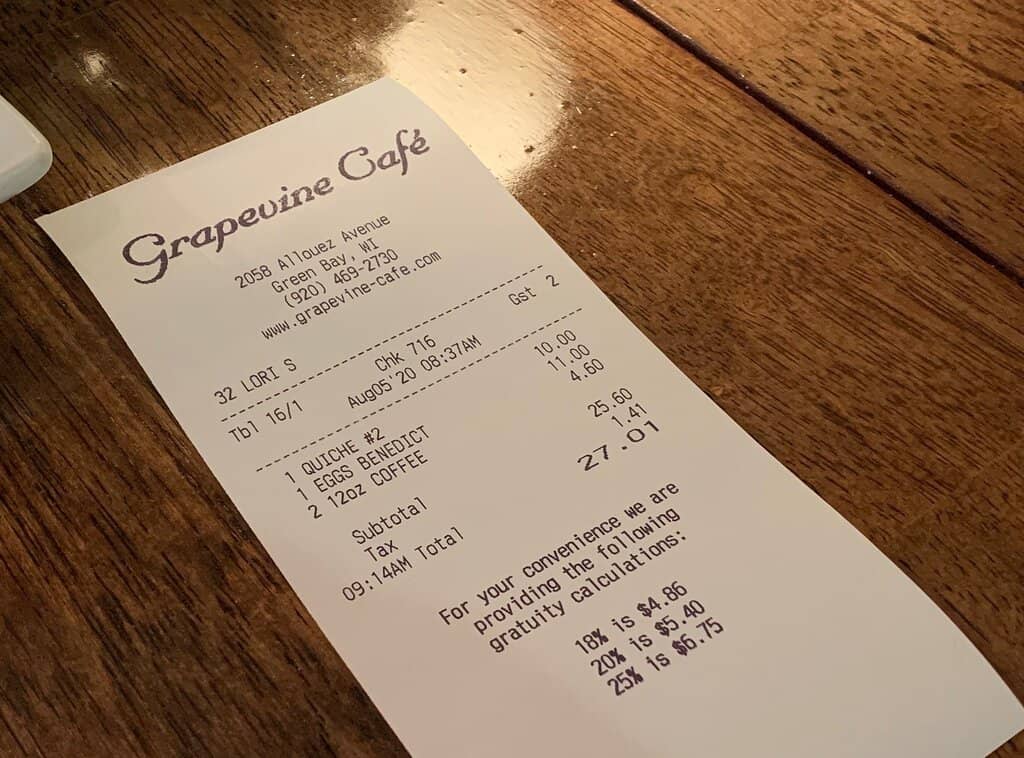 Grapevine Café
2058 Allouez Avenue
Green Bay, WI
(920) 469-2730
www.grapevine-cafe.com
32 LORI S
Tbl 16/1 Chk 716 Gst 2
Aug05'20 08:37AM
1 QUICHE #2 10.00
1 EGGS BENEDICT 11.00
2 12oz COFFEE 4.60
Subtotal 25.60
Tax 1.41
09:14AM Total 27.01
For your convenience we are
providing the following
gratuity calculations:
18% is $4.86
20% is $5.40
25% is $6.75